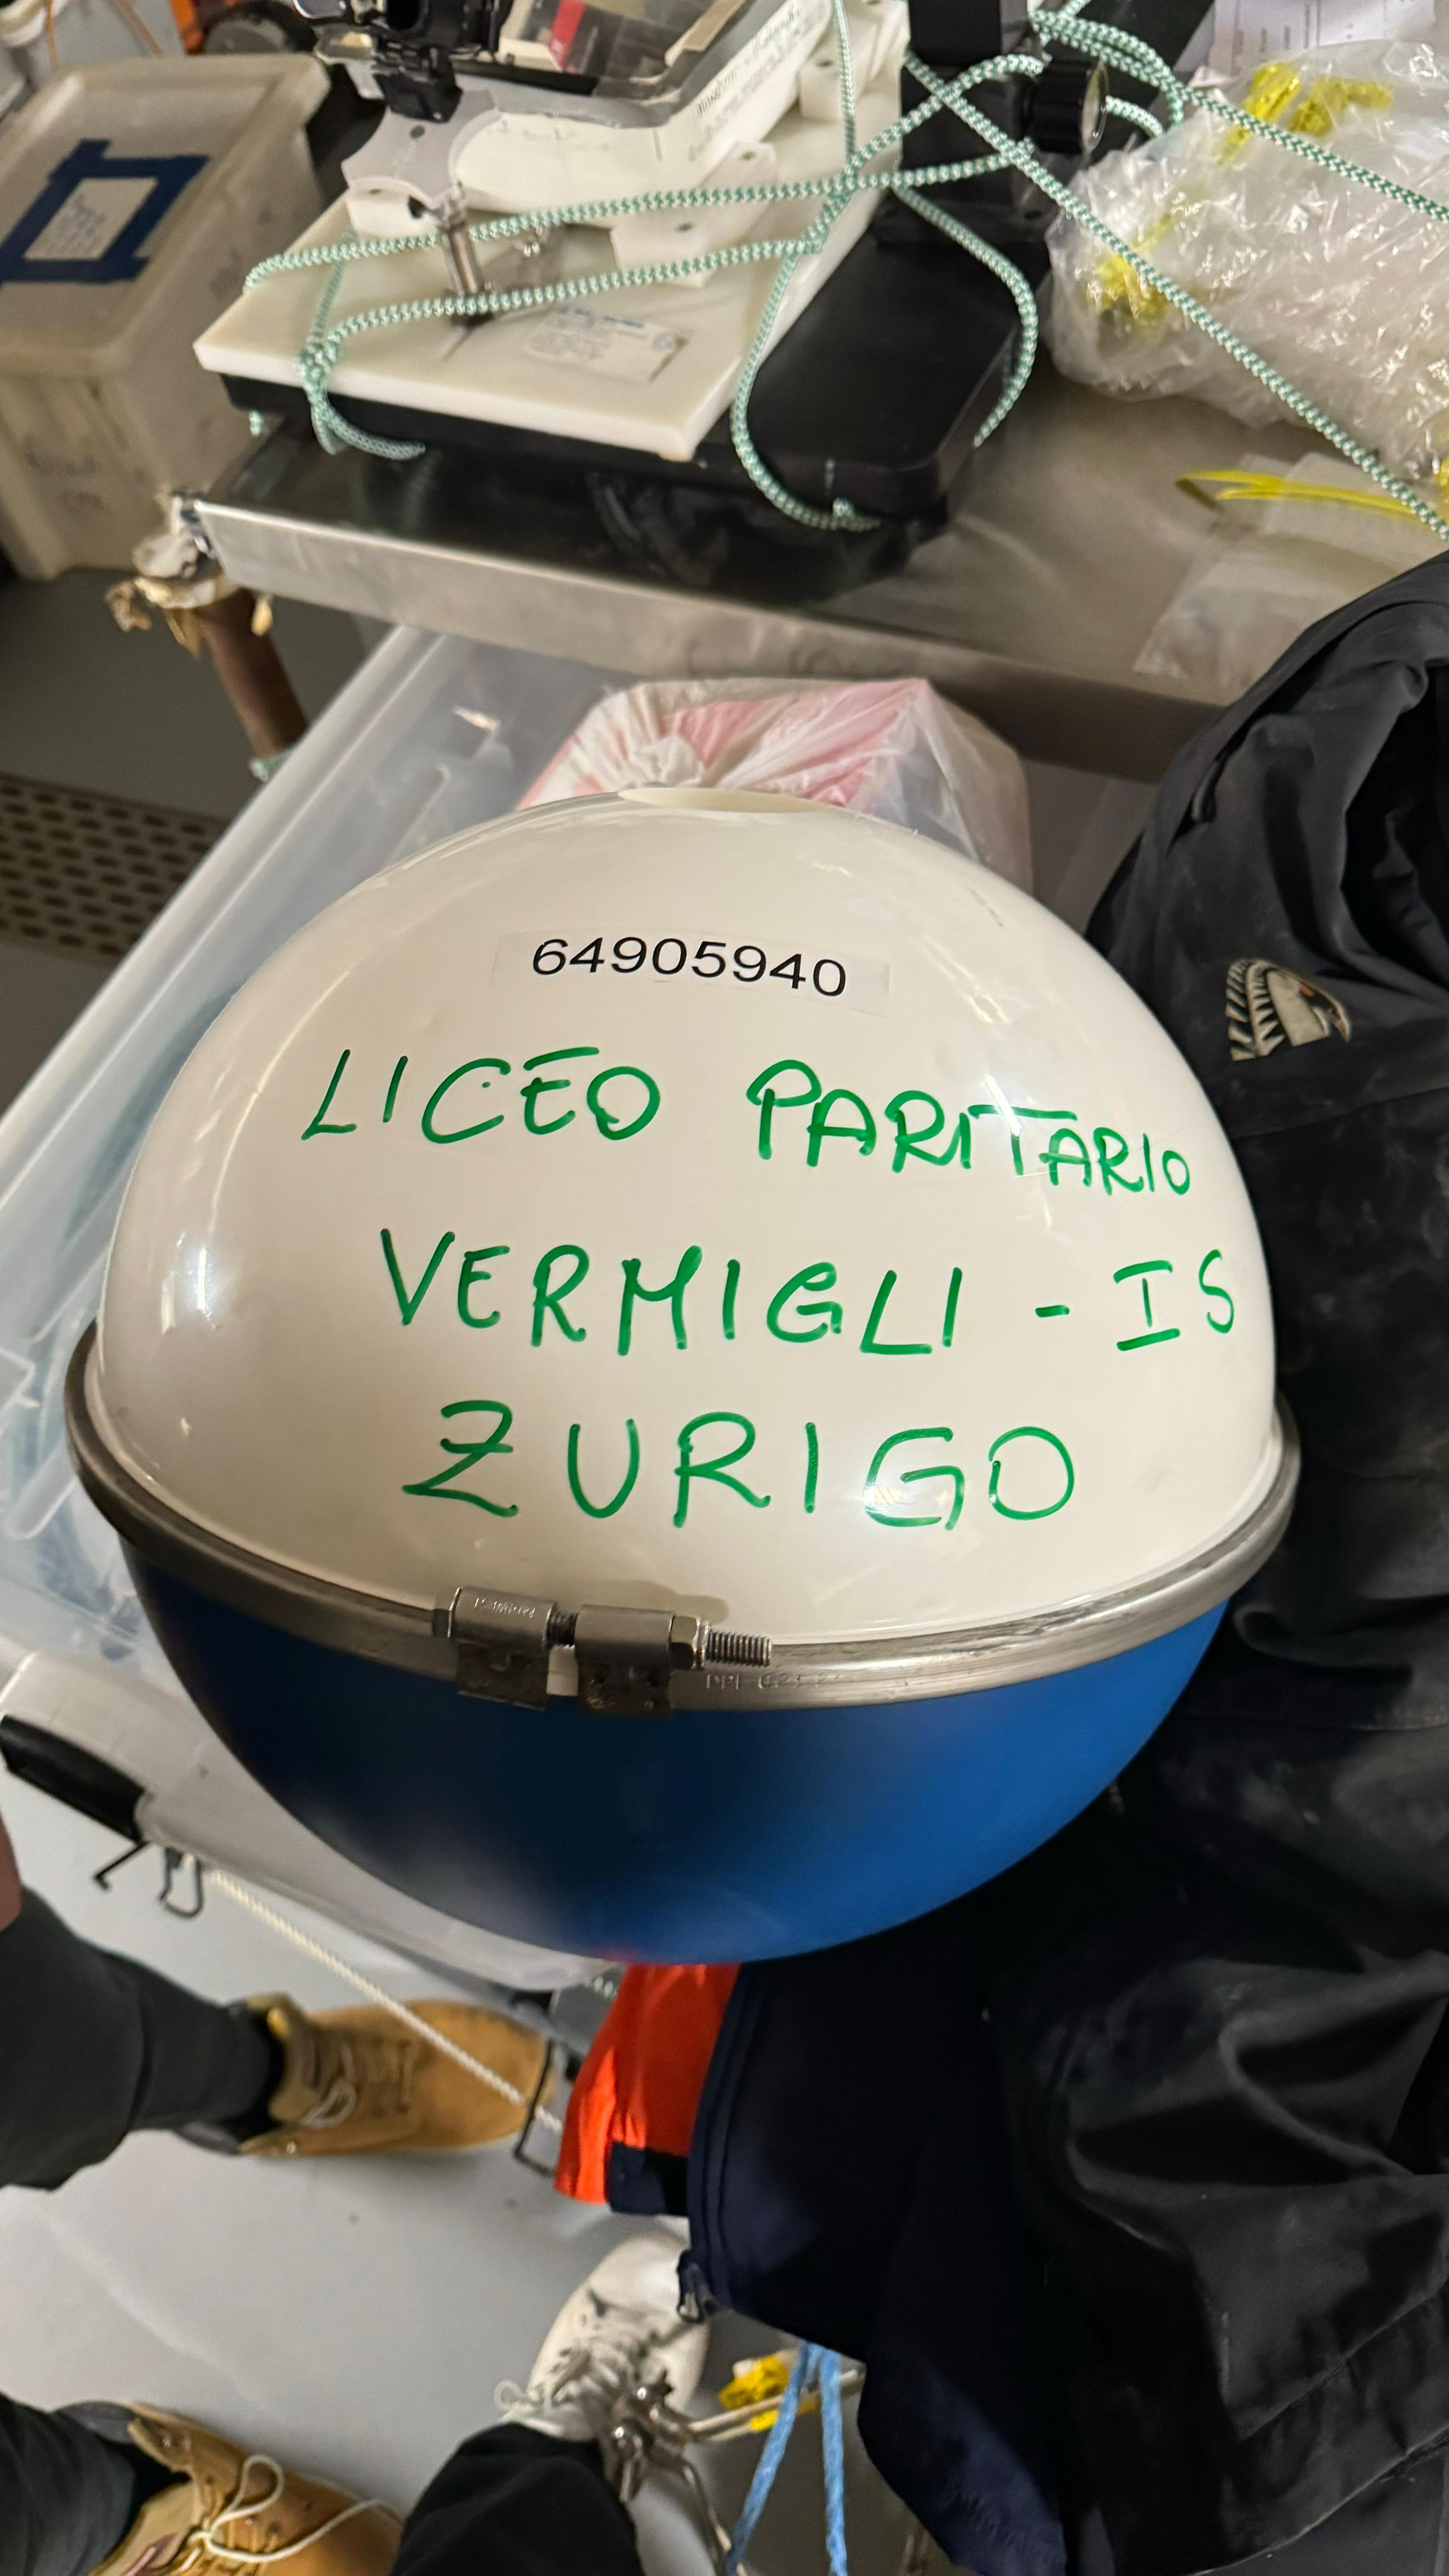 64905940
LICEO PARITARIO
VERMIGLI - IS
ZURIGO